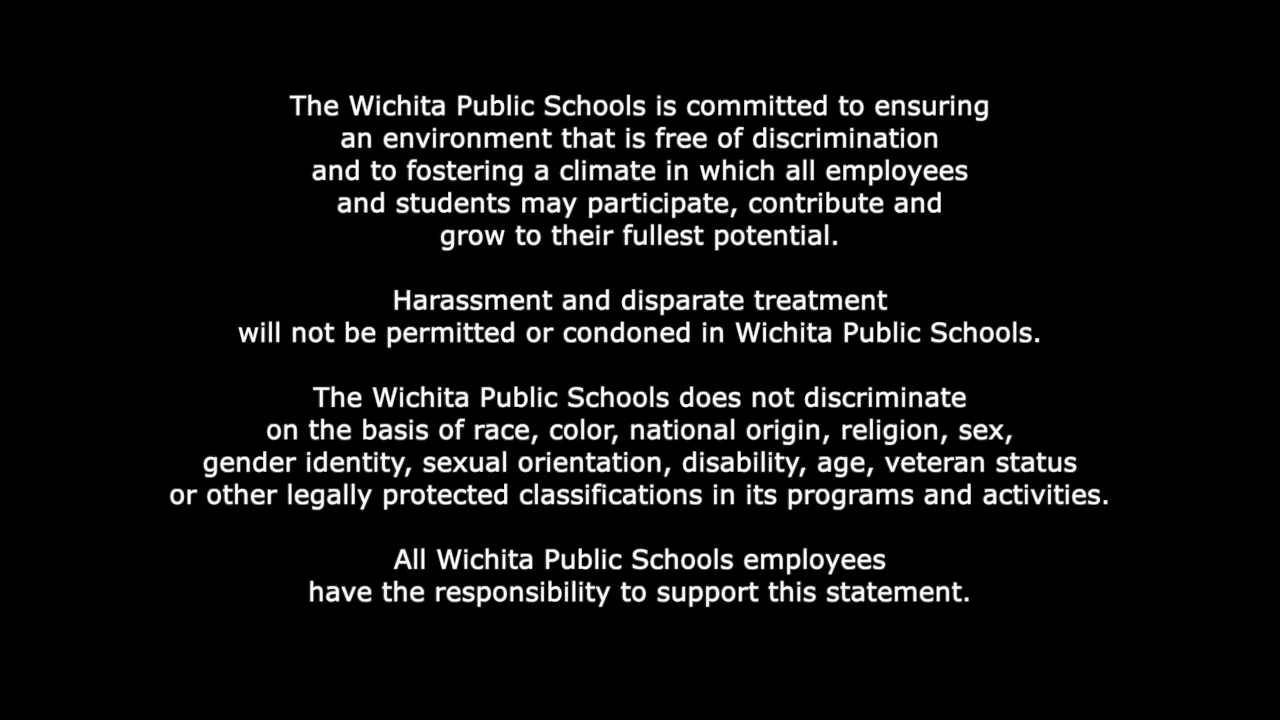 The Wichita Public Schools is committed to ensuring
an environment that is free of discrimination
and to fostering a climate in which all employees
and students may participate, contribute and
grow to their fullest potential.
Harassment and disparate treatment
will not be permitted or condoned in Wichita Public Schools.
The Wichita Public Schools does not discriminate
on the basis of race, color, national origin, religion, sex,
gender identity, sexual orientation, disability, age, veteran status
or other legally protected classifications in its programs and activities.
All Wichita Public Schools employees
have the responsibility to support this statement.